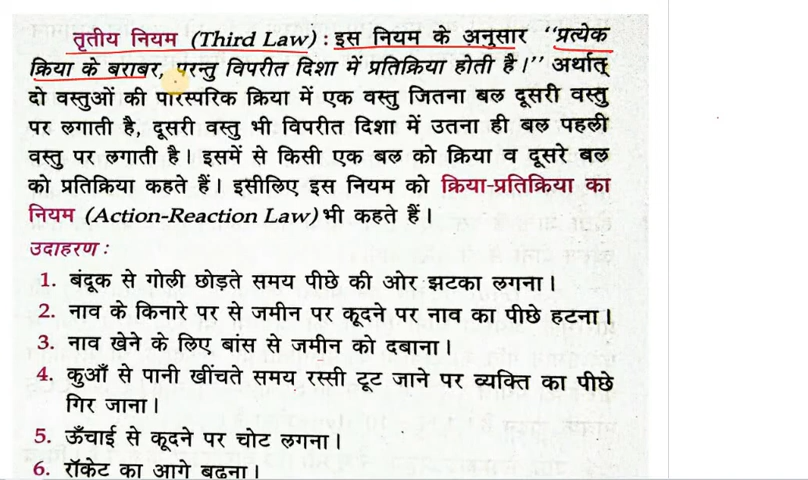 तृतीय नियम (Third Law) : इस नियम के अनुसार ''प्रत्येक
क्रिया के बराबर, परन्तु विपरीत दिशा में प्रतिक्रिया होती है।'' अर्थात्
दो वस्तुओं की पारस्परिक क्रिया में एक वस्तु जितना बल दूसरी वस्तु
पर लगाती है, दूसरी वस्तु भी विपरीत दिशा में उतना ही बल पहली
वस्तु पर लगाती है। इसमें से किसी एक बल को क्रिया व दूसरे बल
को प्रतिक्रिया कहते हैं। इसीलिए इस नियम को क्रिया-प्रतिक्रिया का
नियम (Action-Reaction Law) भी कहते हैं।
उदाहरण :
1. बंदूक से गोली छोड़ते समय पीछे की ओर झटका लगना।
2. नाव के किनारे पर से जमीन पर कूदने पर नाव का पीछे हटना।
3. नाव खेने के लिए बांस से जमीन को दबाना।
4. कुआँ से पानी खींचते समय रस्सी टूट जाने पर व्यक्ति का पीछे
गिर जाना।
5. ऊँचाई से कूदने पर चोट लगना।
6. रॉकेट का आगे बढ़ना।